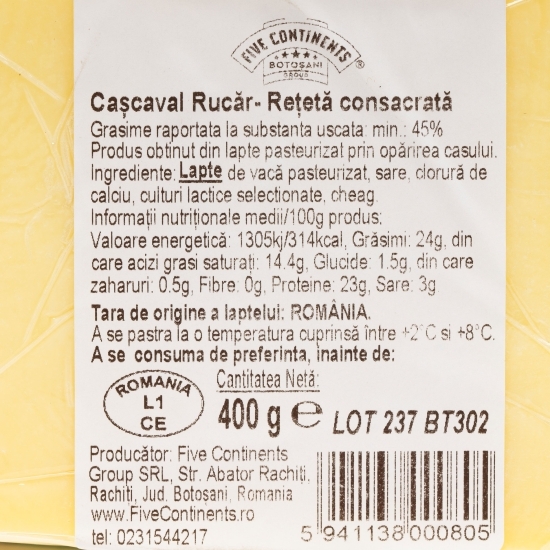 FIVE CONTINENTS
BOTOȘANI
GROUP
®
Cașcaval Rucăr- Rețetă consacrată
Grasime raportata la substanta uscata: min.: 45%
Produs obtinut din lapte pasteurizat prin opărirea casului.
Ingrediente: Lapte de vacă pasteurizat, sare, clorură de
calciu, culturi lactice selectionate, cheag.
Informații nutriționale medii/100g produs;
Valoare energetică: 1305kj/314kcal, Grăsimi: 24g, din
care acizi grasi saturați: 14.4g, Glucide: 1.5g, din care
zaharuri: 0.5g, Fibre: 0g, Proteine: 23g, Sare: 3g
Tara de origine a laptelui: ROMÂNIA.
A se pastra la o temperatura cuprinsă între +2°C si +8°C.
A se consuma de preferinta, inainte de:
ROMANIA
L1
CE
Cantitatea Netă:
400 g e LOT 237 BT302
Producător: Five Continents
Group SRL, Str. Abator Rachiți,
Rachiti, Jud. Botoșani, Romania
www.FiveContinents.ro
tel: 0231544217
5 941138 000805